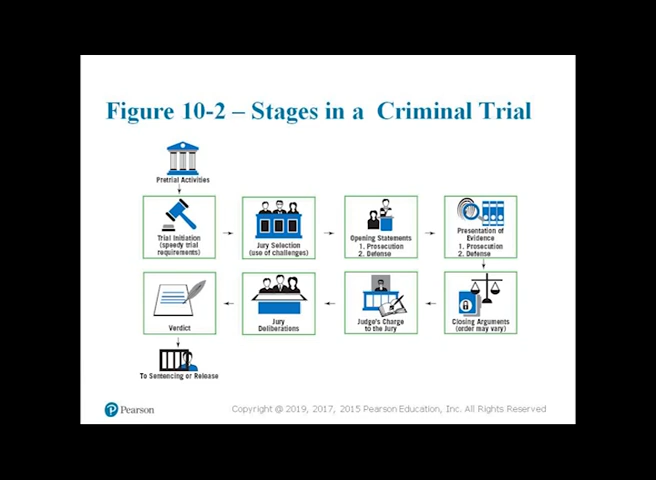 Figure 10-2 – Stages in a Criminal Trial
Pretrial Activities
Trial Initiation
(speedy trial
requirements)
Jury Selection
(use of challenges)
Opening Statements
1. Prosecution
2. Defense
Presentation of
Evidence
1. Prosecution
2. Defense
Closing Arguments
(order may vary)
Judge's Charge
to the Jury
Jury
Deliberations
Verdict
To Sentencing or Release
Pearson
Copyright @ 2019, 2017, 2015 Pearson Education, Inc. All Rights Reserved